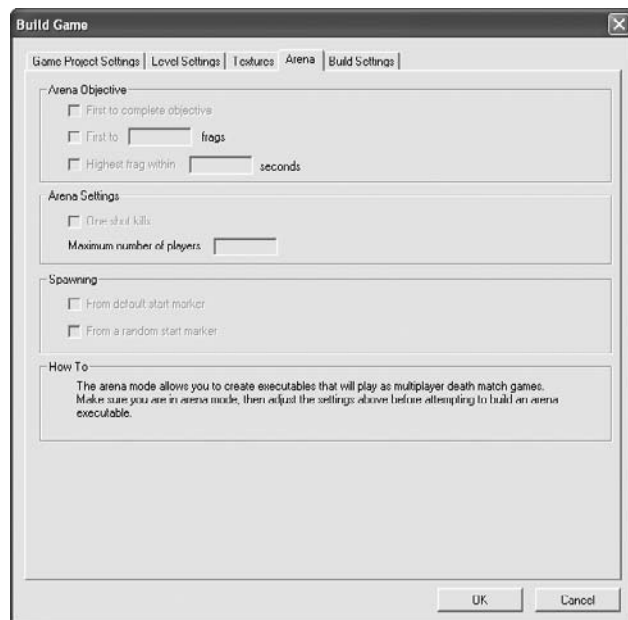 Build Game
Game Project Settings Level Settings Textures Arena Build Settings
Arena Objective
First to complete objective
First to frags
Highest frag within seconds
Arena Settings
One shot kills
Maximum number of players
Spawning
From default start marker
From a random start marker
How To
The arena mode allows you to create executables that will play as multiplayer death match games.
Make sure you are in arena mode, then adjust the settings above before attempting to build an arena
executable.
OK Cancel